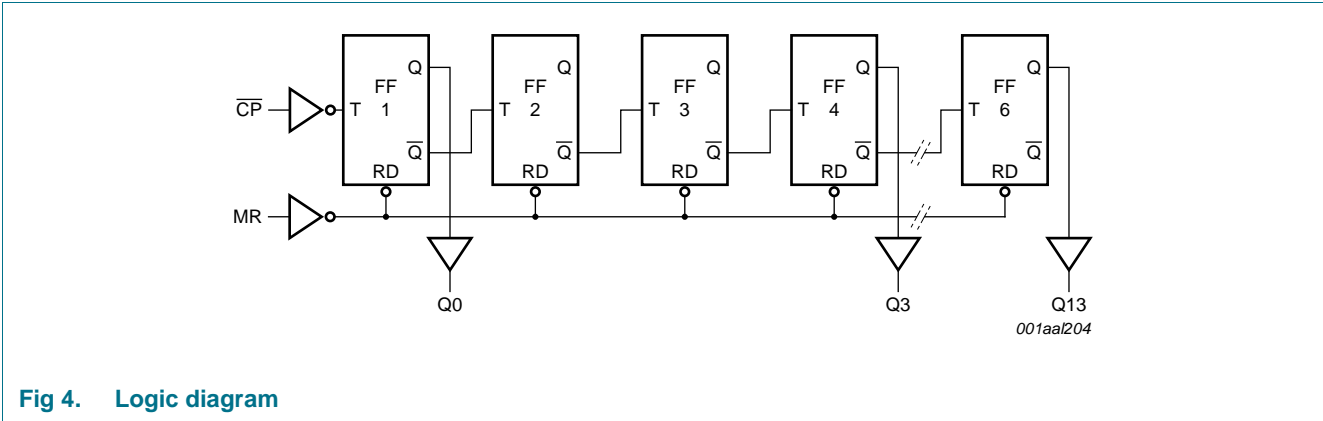 Q Q Q Q Q
FF FF FF FF FF
C̅P̅ T 1 T 2 T 3 T 4 T 6
Q̅ Q̅ Q̅ Q̅ Q̅
RD RD RD RD RD
MR
Q0 Q3 Q13
001aal204
Fig 4. Logic diagram